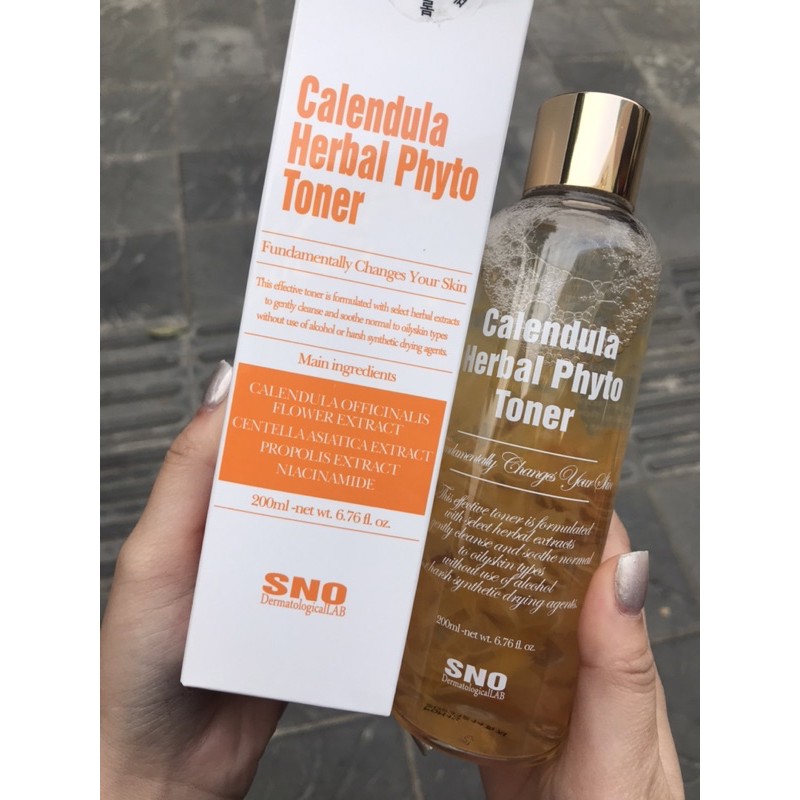 Calendula
Herbal Phyto
Toner
Fundamentally Changes Your Skin
This effective toner is formulated with select herbal extracts
to gently cleanse and soothe normal to oilyskin types
without use of alcohol or harsh synthetic drying agents.
Main ingredients
CALENDULA OFFICINALIS
FLOWER EXTRACT
CENTELLA ASIATICA EXTRACT
PROPOLIS EXTRACT
NIACINAMIDE
200ml -net wt. 6.76 fl. oz.
SNO
DermatologicalLAB
Calendula
Herbal Phyto
Toner
Changes Your Skin
This effective toner is formulated
with select herbal extracts
gently cleanse and soothe normal
to oilyskin types
without use of alcohol
harsh synthetic drying agents.
200ml -net wt. 6.76 fl. oz.
SNO
DermatologicalLAB